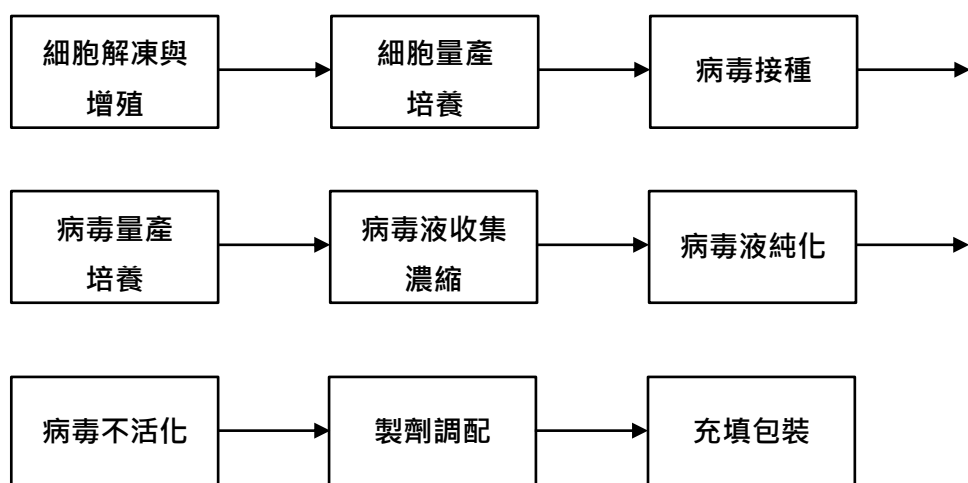 細胞解凍與
增殖
細胞量產
培養
病毒接種
病毒量產
培養
病毒液收集
濃縮
病毒液純化
病毒不活化
製劑調配
充填包裝